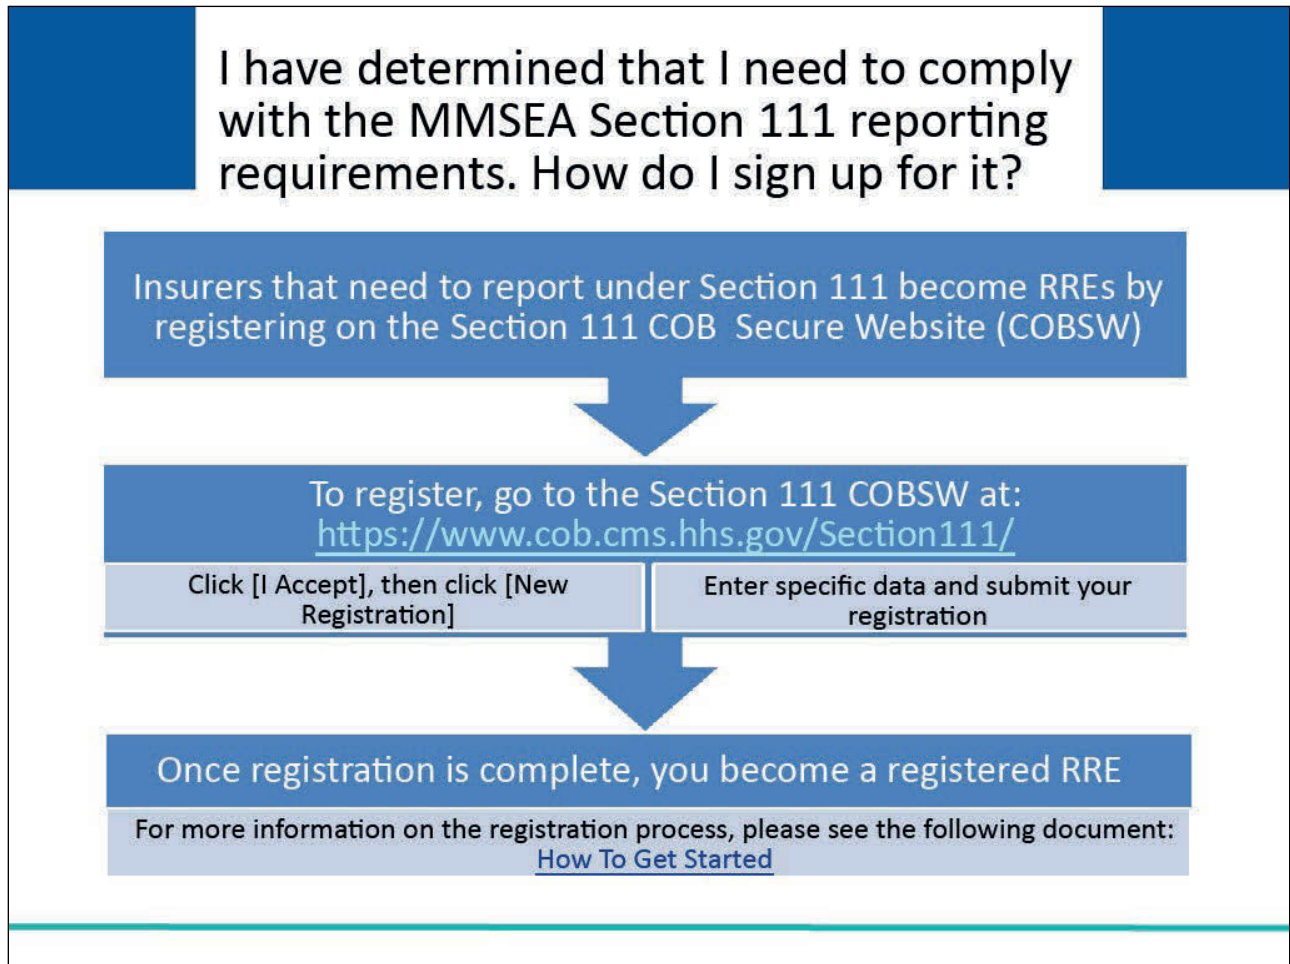 I have determined that I need to comply
with the MMSEA Section 111 reporting
requirements. How do I sign up for it?
Insurers that need to report under Section 111 become RREs by
registering on the Section 111 COB Secure Website (COBSW)
To register, go to the Section 111 COBSW at:
https://www.cob.cms.hhs.gov/Section111/
Click [I Accept], then click [New
Registration]
Enter specific data and submit your
registration
Once registration is complete, you become a registered RRE
For more information on the registration process, please see the following document:
How To Get Started